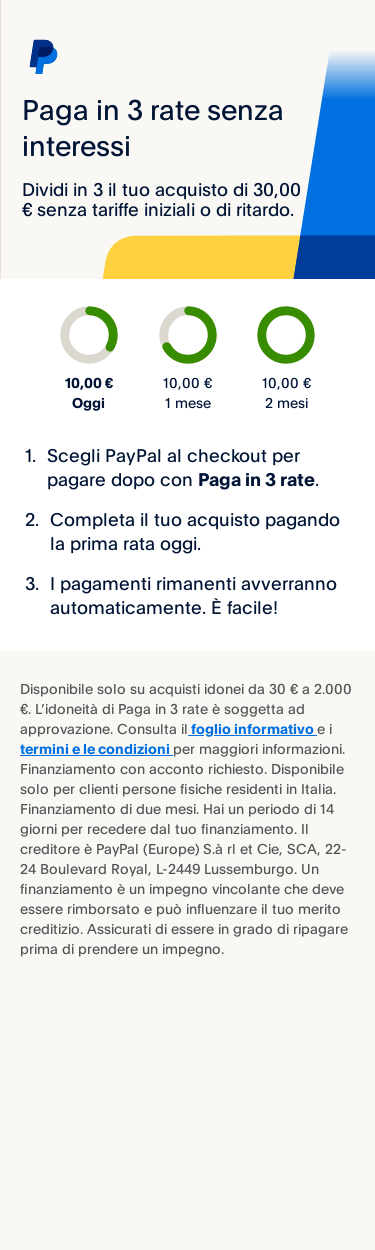 Paga in 3 rate senza
interessi
Dividi in 3 il tuo acquisto di 30,00
€ senza tariffe iniziali o di ritardo.
10,00 € 10,00 € 10,00 €
Oggi 1 mese 2 mesi
1. Scegli PayPal al checkout per
pagare dopo con Paga in 3 rate.
2. Completa il tuo acquisto pagando
la prima rata oggi.
3. I pagamenti rimanenti avverranno
automaticamente. È facile!
Disponibile solo su acquisti idonei da 30 € a 2.000
€. L’idoneità di Paga in 3 rate è soggetta ad
approvazione. Consulta il foglio informativo e i
termini e le condizioni per maggiori informazioni.
Finanziamento con acconto richiesto. Disponibile
solo per clienti persone fisiche residenti in Italia.
Finanziamento di due mesi. Hai un periodo di 14
giorni per recedere dal tuo finanziamento. Il
creditore è PayPal (Europe) S.à rl et Cie, SCA, 22-
24 Boulevard Royal, L-2449 Lussemburgo. Un
finanziamento è un impegno vincolante che deve
essere rimborsato e può influenzare il tuo merito
creditizio. Assicurati di essere in grado di ripagare
prima di prendere un impegno.